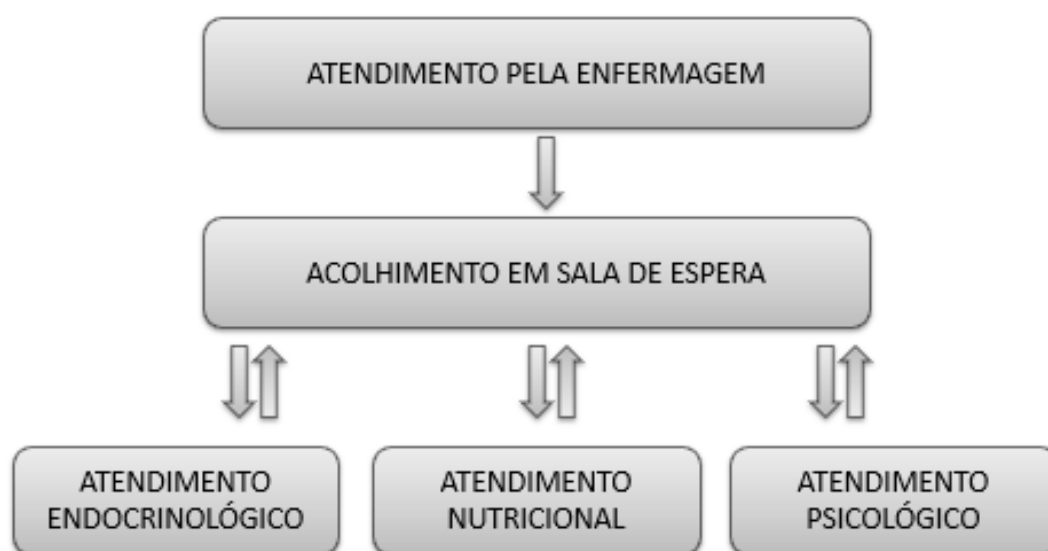 ATENDIMENTO PELA ENFERMAGEM
ACOLHIMENTO EM SALA DE ESPERA
ATENDIMENTO
ENDOCRINOLÓGICO
ATENDIMENTO
NUTRICIONAL
ATENDIMENTO
PSICOLÓGICO